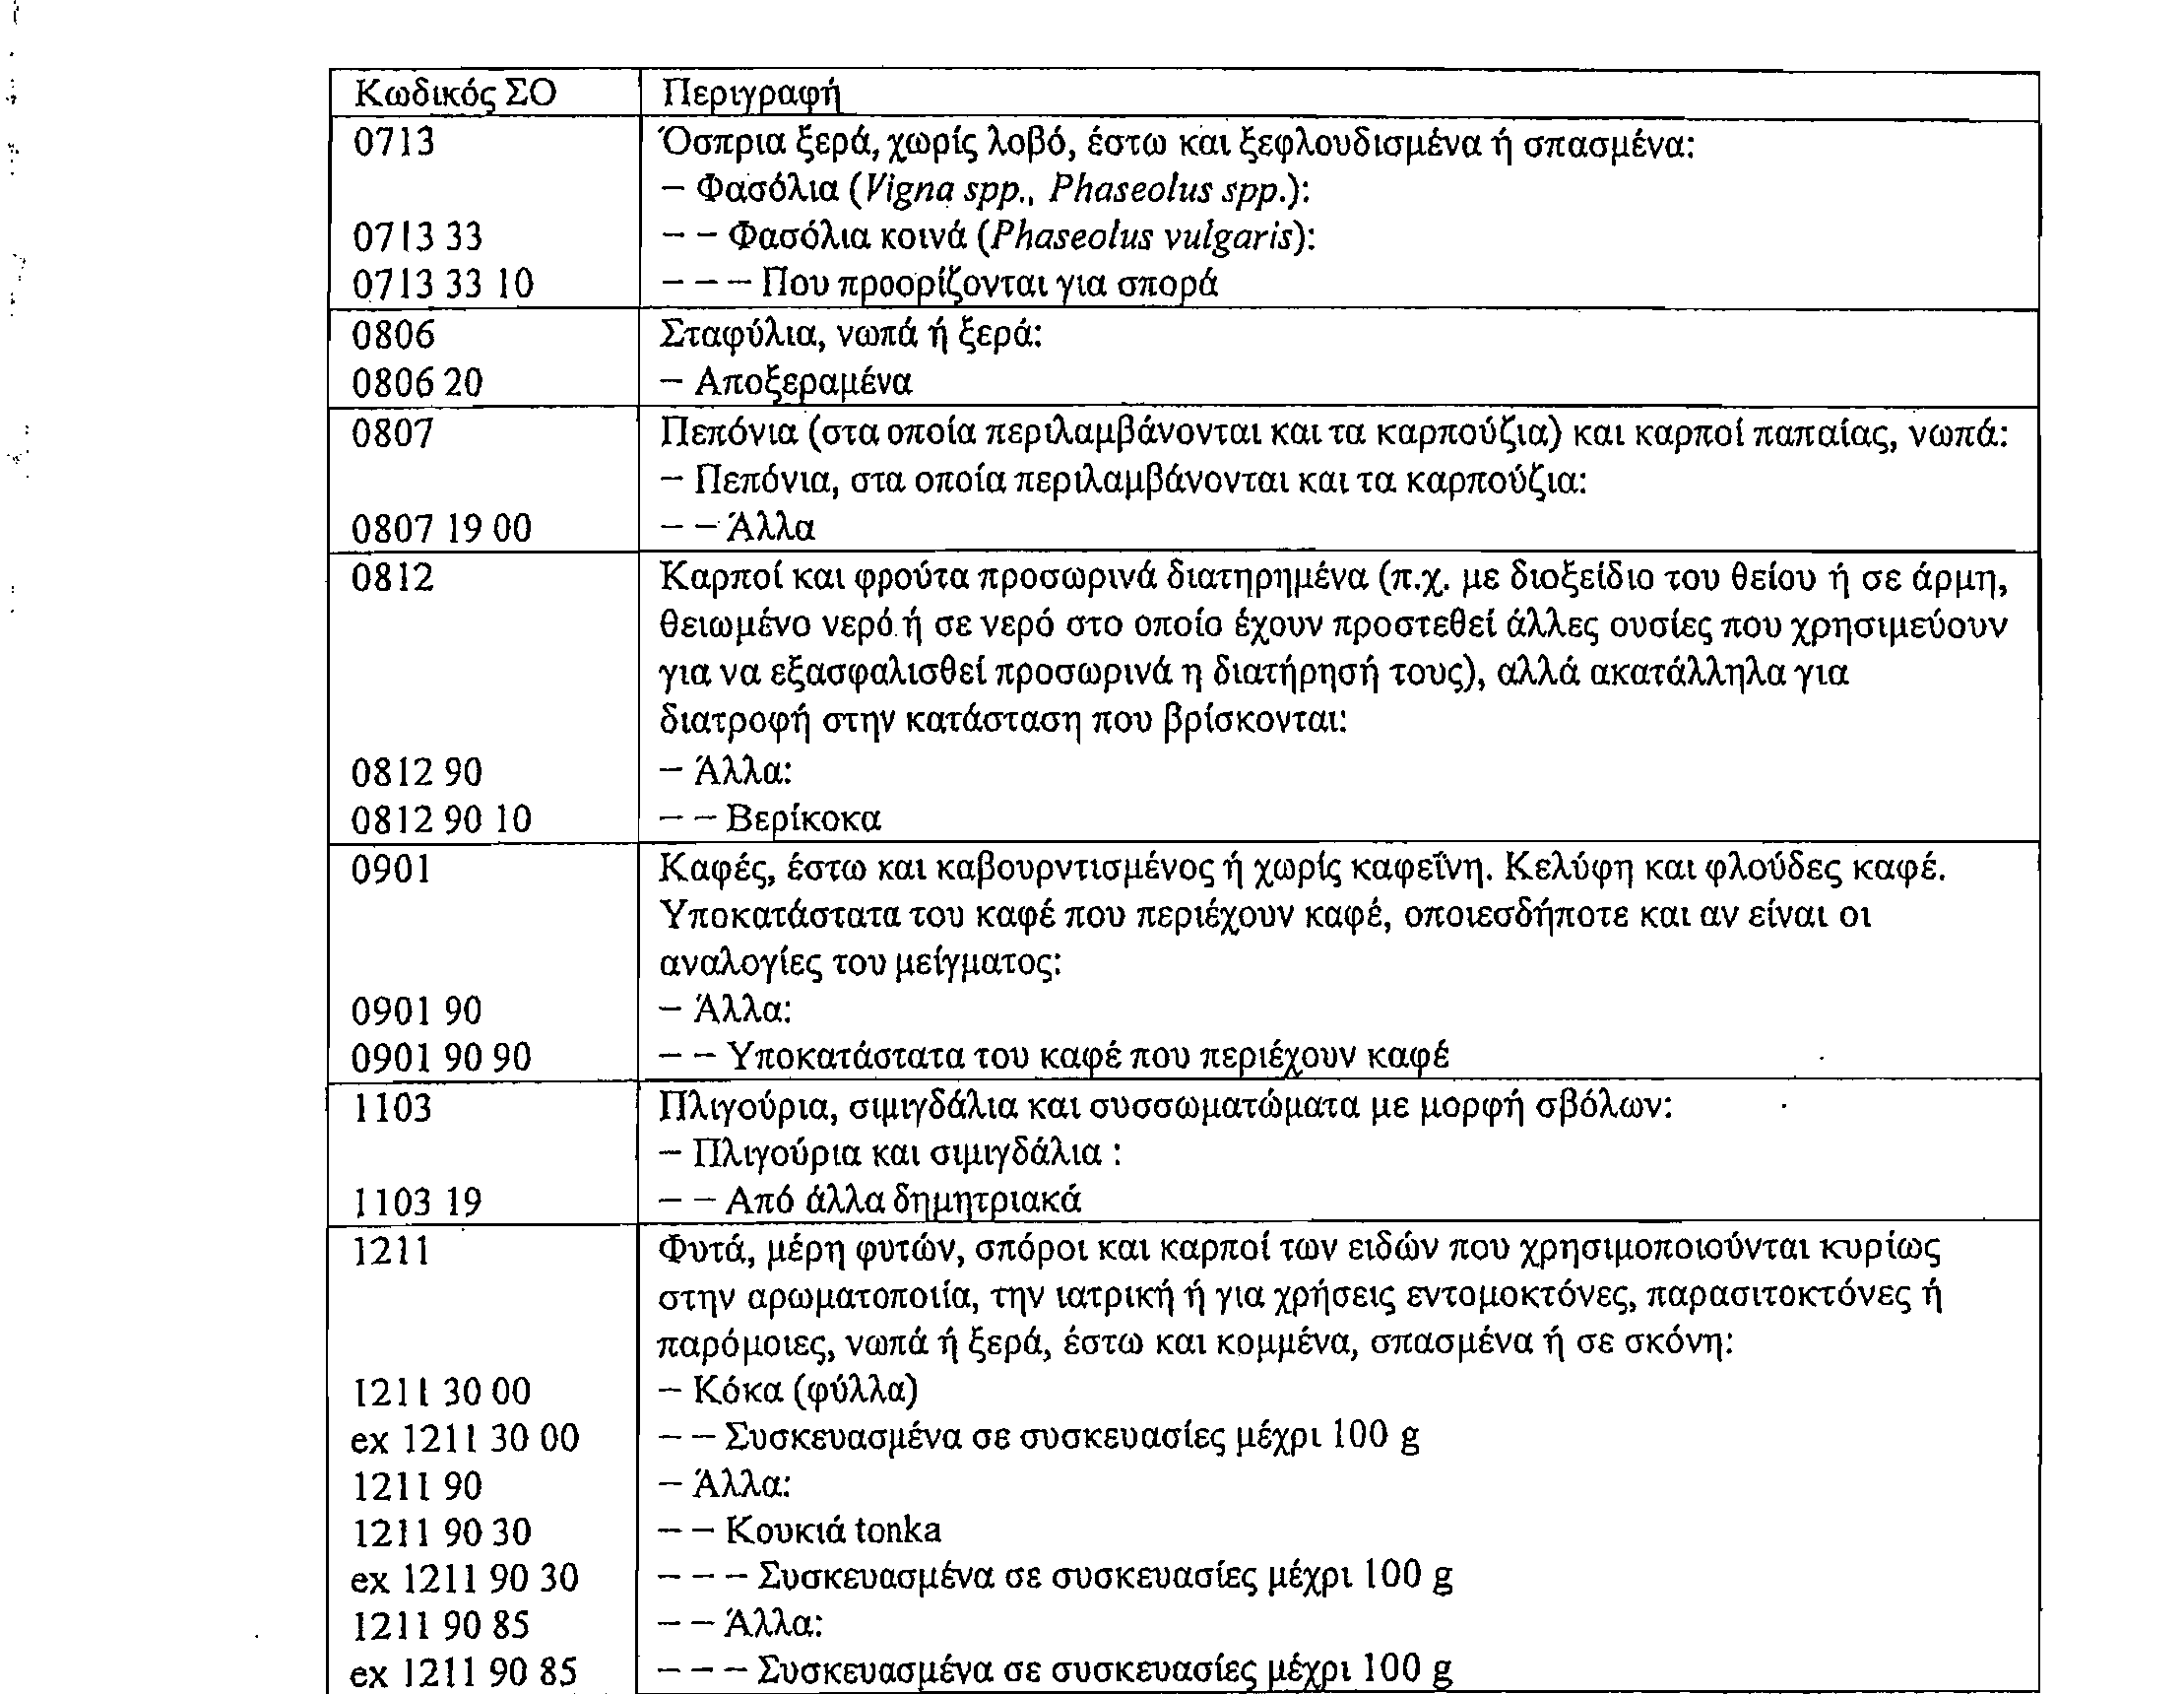 Κωδικός ΣΟ Περιγραφή
0713 Όσπρια ξερά, χωρίς λοβό, έστω και ξεφλουδισμένα ή σπασμένα:
– Φασόλια (Vigna spp., Phaseolus spp.):
0713 33 – – Φασόλια κοινά (Phaseolus vulgaris):
0713 33 10 – – – Που προορίζονται για σπορά
0806 Σταφύλια, νωπά ή ξερά:
0806 20 – Αποξεραμένα
0807 Πεπόνια (στα οποία περιλαμβάνονται και τα καρπούζια) και καρποί παπαίας, νωπά:
– Πεπόνια, στα οποία περιλαμβάνονται και τα καρπούζια:
0807 19 00 – – Άλλα
0812 Καρποί και φρούτα προσωρινά διατηρημένα (π.χ. με διοξείδιο του θείου ή σε άρμη,
θειωμένο νερό ή σε νερό στο οποίο έχουν προστεθεί άλλες ουσίες που χρησιμεύουν
για να εξασφαλισθεί προσωρινά η διατήρησή τους), αλλά ακατάλληλα για
διατροφή στην κατάσταση που βρίσκονται:
0812 90 – Άλλα:
0812 90 10 – – Βερίκοκα
0901 Καφές, έστω και καβουρντισμένος ή χωρίς καφεΐνη. Κελύφη και φλούδες καφέ.
Υποκατάστατα του καφέ που περιέχουν καφέ, οποιεσδήποτε και αν είναι οι
αναλογίες του μείγματος:
0901 90 – Άλλα:
0901 90 90 – – Υποκατάστατα του καφέ που περιέχουν καφέ
1103 Πλιγούρια, σιμιγδάλια και συσσωματώματα με μορφή σβόλων:
– Πλιγούρια και σιμιγδάλια :
1103 19 – – Από άλλα δημητριακά
1211 Φυτά, μέρη φυτών, σπόροι και καρποί των ειδών που χρησιμοποιούνται κυρίως
στην αρωματοποιία, την ιατρική ή για χρήσεις εντομοκτόνες, παρασιτοκτόνες ή
παρόμοιες, νωπά ή ξερά, έστω και κομμένα, σπασμένα ή σε σκόνη:
1211 30 00 – Κόκα (φύλλα)
ex 1211 30 00 – – Συσκευασμένα σε συσκευασίες μέχρι 100 g
1211 90 – Άλλα:
1211 90 30 – – Κουκιά tonka
ex 1211 90 30 – – – Συσκευασμένα σε συσκευασίες μέχρι 100 g
1211 90 85 – – Άλλα:
ex 1211 90 85 – – – Συσκευασμένα σε συσκευασίες μέχρι 100 g